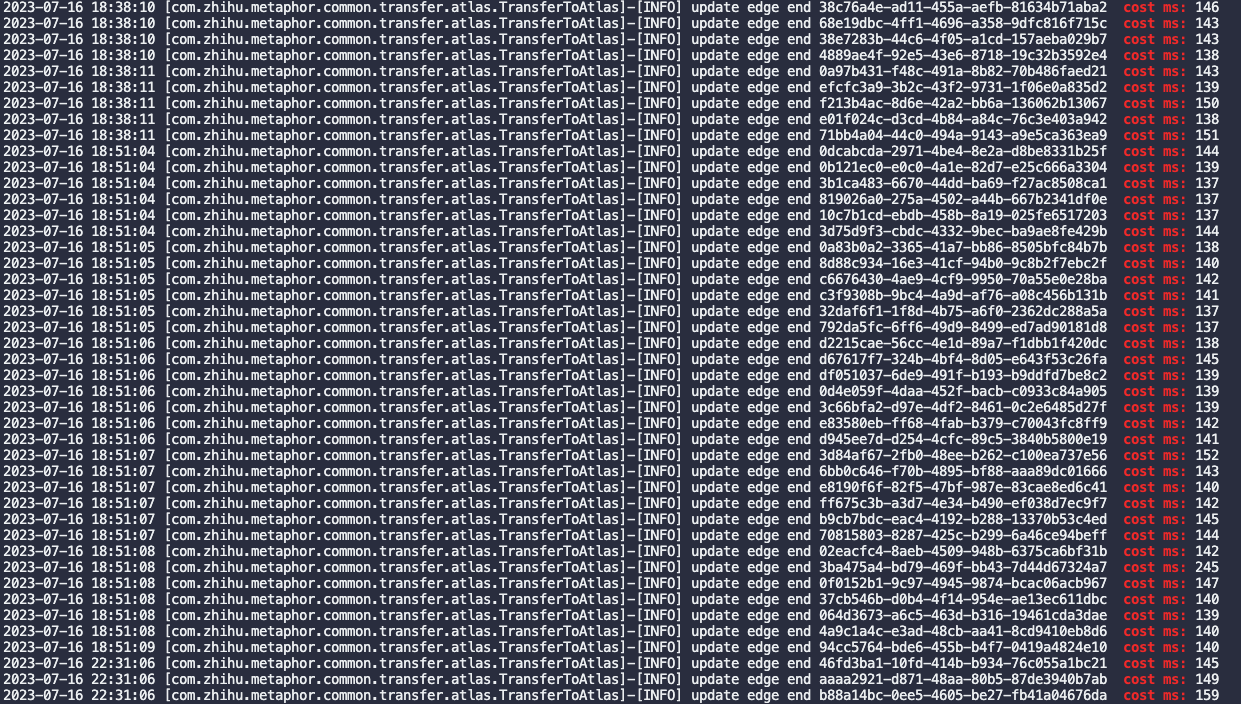 2023-07-16 18:38:10 [com.zhihu.metaphor.common.transfer.atlas.TransferToAtlas]-[INFO] update edge end 38c76a4e-ad11-455a-aefb-81634b71aba2 cost ms: 146
2023-07-16 18:38:10 [com.zhihu.metaphor.common.transfer.atlas.TransferToAtlas]-[INFO] update edge end 68e19dbc-4ff1-4696-a358-9dfc816f715c cost ms: 143
2023-07-16 18:38:10 [com.zhihu.metaphor.common.transfer.atlas.TransferToAtlas]-[INFO] update edge end 38e7283b-44c6-4f05-a1cd-157aeba029b7 cost ms: 143
2023-07-16 18:38:10 [com.zhihu.metaphor.common.transfer.atlas.TransferToAtlas]-[INFO] update edge end 4889ae4f-92e5-43e6-8718-19c32b3592e4 cost ms: 138
2023-07-16 18:38:11 [com.zhihu.metaphor.common.transfer.atlas.TransferToAtlas]-[INFO] update edge end 0a97b431-f48c-491a-8b82-70b486faed21 cost ms: 143
2023-07-16 18:38:11 [com.zhihu.metaphor.common.transfer.atlas.TransferToAtlas]-[INFO] update edge end efcfc3a9-3b2c-43f2-9731-1f06e0a835d2 cost ms: 139
2023-07-16 18:38:11 [com.zhihu.metaphor.common.transfer.atlas.TransferToAtlas]-[INFO] update edge end f213b4ac-8d6e-42a2-bb6a-136062b13067 cost ms: 150
2023-07-16 18:38:11 [com.zhihu.metaphor.common.transfer.atlas.TransferToAtlas]-[INFO] update edge end e01f024c-d3cd-4b84-a84c-76c3e403a942 cost ms: 138
2023-07-16 18:38:11 [com.zhihu.metaphor.common.transfer.atlas.TransferToAtlas]-[INFO] update edge end 71bb4a04-44c0-494a-9143-a9e5ca363ea9 cost ms: 151
2023-07-16 18:51:04 [com.zhihu.metaphor.common.transfer.atlas.TransferToAtlas]-[INFO] update edge end 0dcabcda-2971-4be4-8e2a-d8be8331b25f cost ms: 144
2023-07-16 18:51:04 [com.zhihu.metaphor.common.transfer.atlas.TransferToAtlas]-[INFO] update edge end 0b121ec0-e0c0-4a1e-82d7-e25c666a3304 cost ms: 139
2023-07-16 18:51:04 [com.zhihu.metaphor.common.transfer.atlas.TransferToAtlas]-[INFO] update edge end 3b1ca483-6670-44dd-ba69-f27ac8508ca1 cost ms: 137
2023-07-16 18:51:04 [com.zhihu.metaphor.common.transfer.atlas.TransferToAtlas]-[INFO] update edge end 819026a0-275a-4502-a44b-667b2341df0e cost ms: 137
2023-07-16 18:51:04 [com.zhihu.metaphor.common.transfer.atlas.TransferToAtlas]-[INFO] update edge end 10c7b1cd-ebdb-458b-8a19-025fe6517203 cost ms: 137
2023-07-16 18:51:04 [com.zhihu.metaphor.common.transfer.atlas.TransferToAtlas]-[INFO] update edge end 3d75d9f3-cbdc-4332-9bec-ba9ae8fe429b cost ms: 144
2023-07-16 18:51:05 [com.zhihu.metaphor.common.transfer.atlas.TransferToAtlas]-[INFO] update edge end 0a83b0a2-3365-41a7-bb86-8505bfc84b7b cost ms: 138
2023-07-16 18:51:05 [com.zhihu.metaphor.common.transfer.atlas.TransferToAtlas]-[INFO] update edge end 8d88c934-16e3-41cf-94b0-9c8b2f7ebc2f cost ms: 140
2023-07-16 18:51:05 [com.zhihu.metaphor.common.transfer.atlas.TransferToAtlas]-[INFO] update edge end c6676430-4ae9-4cf9-9950-70a55e0e28ba cost ms: 142
2023-07-16 18:51:05 [com.zhihu.metaphor.common.transfer.atlas.TransferToAtlas]-[INFO] update edge end c3f9308b-9bc4-4a9d-af76-a08c456b131b cost ms: 141
2023-07-16 18:51:05 [com.zhihu.metaphor.common.transfer.atlas.TransferToAtlas]-[INFO] update edge end 32daf6f1-1f8d-4b75-a6f0-2362dc288a5a cost ms: 137
2023-07-16 18:51:05 [com.zhihu.metaphor.common.transfer.atlas.TransferToAtlas]-[INFO] update edge end 792da5fc-6ff6-49d9-8499-ed7ad90181d8 cost ms: 137
2023-07-16 18:51:06 [com.zhihu.metaphor.common.transfer.atlas.TransferToAtlas]-[INFO] update edge end d2215cae-56cc-4e1d-89a7-f1dbb1f420dc cost ms: 138
2023-07-16 18:51:06 [com.zhihu.metaphor.common.transfer.atlas.TransferToAtlas]-[INFO] update edge end d67617f7-324b-4bf4-8d05-e643f53c26fa cost ms: 145
2023-07-16 18:51:06 [com.zhihu.metaphor.common.transfer.atlas.TransferToAtlas]-[INFO] update edge end df051037-6de9-491f-b193-b9ddfd7be8c2 cost ms: 139
2023-07-16 18:51:06 [com.zhihu.metaphor.common.transfer.atlas.TransferToAtlas]-[INFO] update edge end 0d4e059f-4daa-452f-bacb-c0933c84a905 cost ms: 139
2023-07-16 18:51:06 [com.zhihu.metaphor.common.transfer.atlas.TransferToAtlas]-[INFO] update edge end 3c66bfa2-d97e-4df2-8461-0c2e6485d27f cost ms: 139
2023-07-16 18:51:06 [com.zhihu.metaphor.common.transfer.atlas.TransferToAtlas]-[INFO] update edge end e83580eb-ff68-4fab-b379-c70043fc8ff9 cost ms: 142
2023-07-16 18:51:06 [com.zhihu.metaphor.common.transfer.atlas.TransferToAtlas]-[INFO] update edge end d945ee7d-d254-4cfc-89c5-3840b5800e19 cost ms: 141
2023-07-16 18:51:07 [com.zhihu.metaphor.common.transfer.atlas.TransferToAtlas]-[INFO] update edge end 3d84af67-2fb0-48ee-b262-c100ea737e56 cost ms: 152
2023-07-16 18:51:07 [com.zhihu.metaphor.common.transfer.atlas.TransferToAtlas]-[INFO] update edge end 6bb0c646-f70b-4895-bf88-aaa89dc01666 cost ms: 143
2023-07-16 18:51:07 [com.zhihu.metaphor.common.transfer.atlas.TransferToAtlas]-[INFO] update edge end e8190f6f-82f5-47bf-987e-83cae8ed6c41 cost ms: 140
2023-07-16 18:51:07 [com.zhihu.metaphor.common.transfer.atlas.TransferToAtlas]-[INFO] update edge end ff675c3b-a3d7-4e34-b490-ef038d7ec9f7 cost ms: 142
2023-07-16 18:51:07 [com.zhihu.metaphor.common.transfer.atlas.TransferToAtlas]-[INFO] update edge end b9cb7bdc-eac4-4192-b288-13370b53c4ed cost ms: 145
2023-07-16 18:51:07 [com.zhihu.metaphor.common.transfer.atlas.TransferToAtlas]-[INFO] update edge end 70815803-8287-425c-b299-6a46ce94beff cost ms: 144
2023-07-16 18:51:08 [com.zhihu.metaphor.common.transfer.atlas.TransferToAtlas]-[INFO] update edge end 02eacfc4-8aeb-4509-948b-6375ca6bf31b cost ms: 142
2023-07-16 18:51:08 [com.zhihu.metaphor.common.transfer.atlas.TransferToAtlas]-[INFO] update edge end 3ba475a4-bd79-469f-bb43-7d44d67324a7 cost ms: 245
2023-07-16 18:51:08 [com.zhihu.metaphor.common.transfer.atlas.TransferToAtlas]-[INFO] update edge end 0f0152b1-9c97-4945-9874-bcac06acb967 cost ms: 147
2023-07-16 18:51:08 [com.zhihu.metaphor.common.transfer.atlas.TransferToAtlas]-[INFO] update edge end 37cb546b-d0b4-4f14-954e-ae13ec611dbc cost ms: 140
2023-07-16 18:51:08 [com.zhihu.metaphor.common.transfer.atlas.TransferToAtlas]-[INFO] update edge end 064d3673-a6c5-463d-b316-19461cda3dae cost ms: 139
2023-07-16 18:51:08 [com.zhihu.metaphor.common.transfer.atlas.TransferToAtlas]-[INFO] update edge end 4a9c1a4c-e3ad-48cb-aa41-8cd9410eb8d6 cost ms: 140
2023-07-16 18:51:09 [com.zhihu.metaphor.common.transfer.atlas.TransferToAtlas]-[INFO] update edge end 94cc5764-bde6-455b-b4f7-0419a4824e10 cost ms: 140
2023-07-16 22:31:06 [com.zhihu.metaphor.common.transfer.atlas.TransferToAtlas]-[INFO] update edge end 46fd3ba1-10fd-414b-b934-76c055a1bc21 cost ms: 145
2023-07-16 22:31:06 [com.zhihu.metaphor.common.transfer.atlas.TransferToAtlas]-[INFO] update edge end aaaa2921-d871-48aa-80b5-87de3940b7ab cost ms: 149
2023-07-16 22:31:06 [com.zhihu.metaphor.common.transfer.atlas.TransferToAtlas]-[INFO] update edge end b88a14bc-0ee5-4605-be27-fb41a04676da cost ms: 159